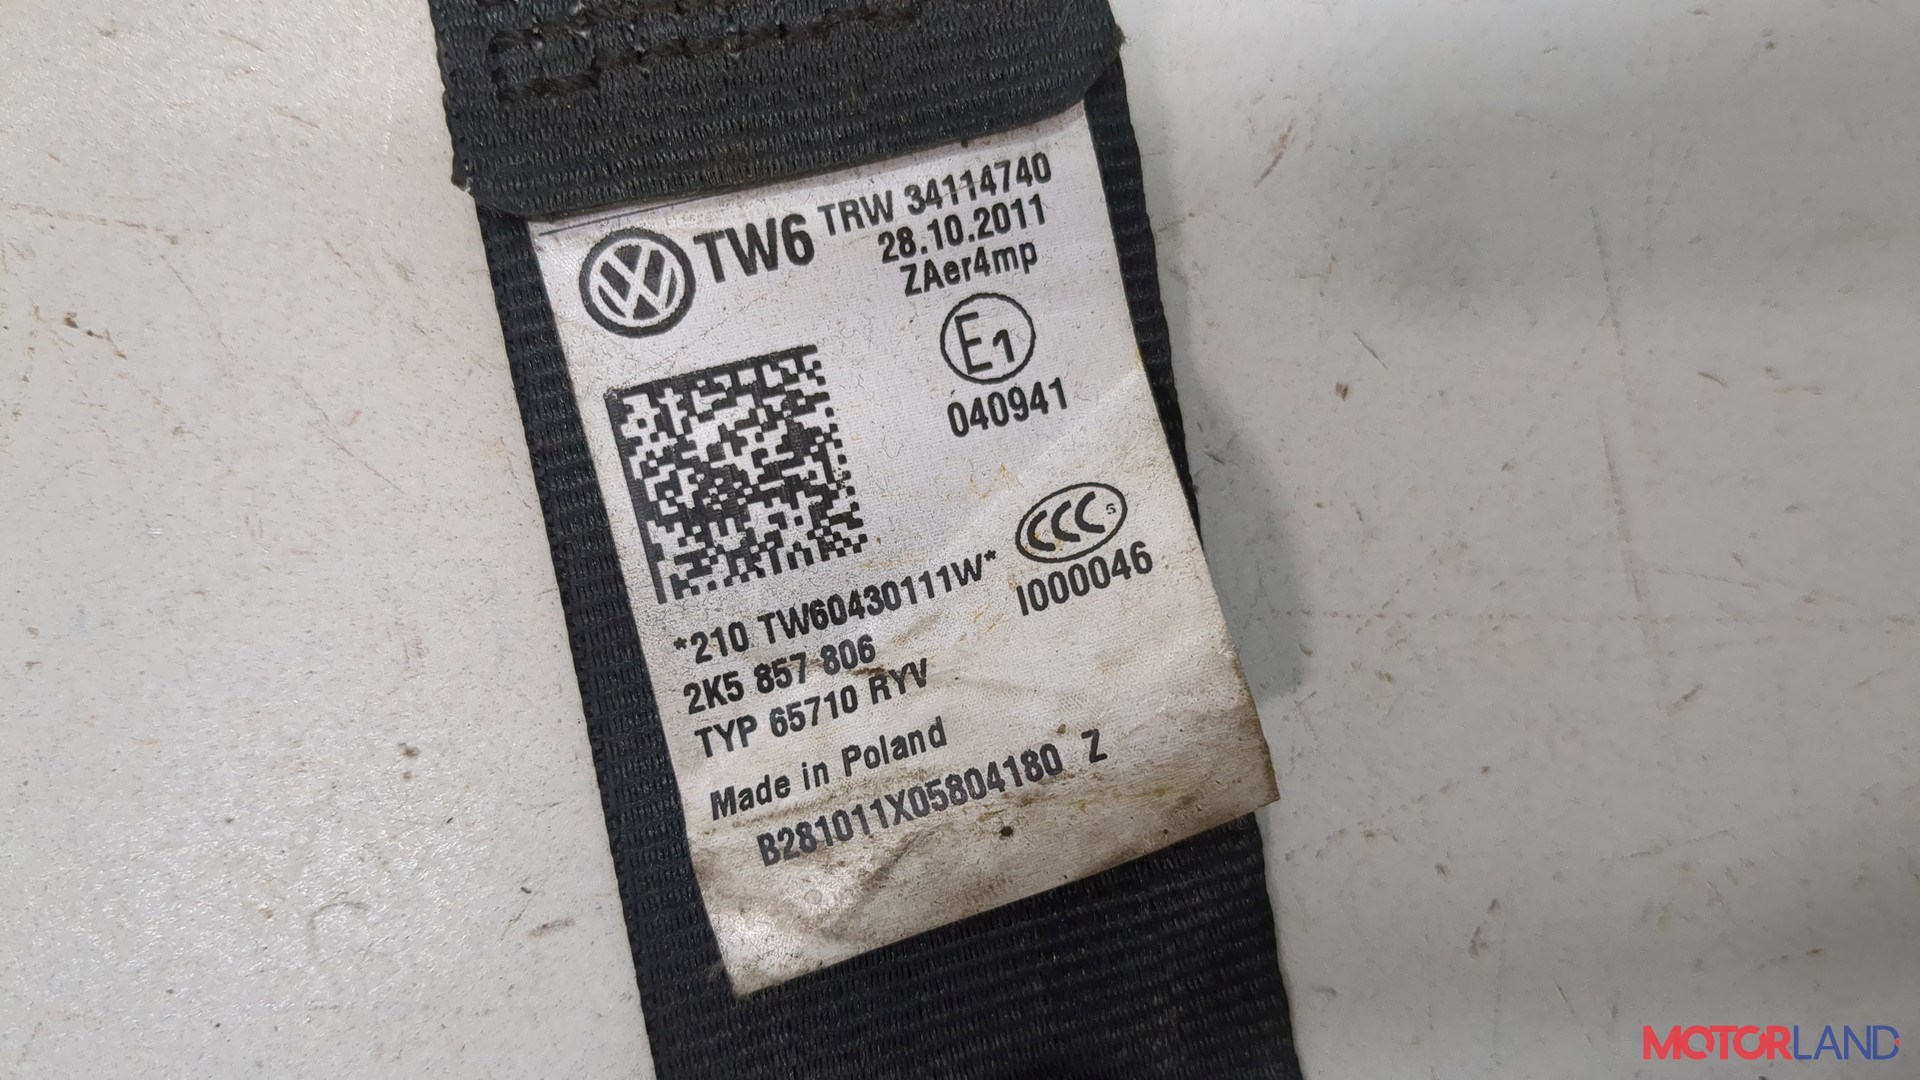 TW6 TRW 34114740
28.10.2011
ZAer4mp
E1
040941
CCC S
I000046
*210 TW60430111W*
2K5 857 806
TYP 65710 RYV
Made in Poland
B281011X05804180 Z
MOTORLAND